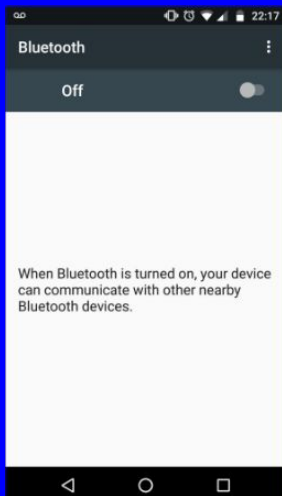 22:17
Bluetooth
Off
When Bluetooth is turned on, your device
can communicate with other nearby
Bluetooth devices.